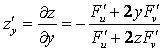 z'_y = ∂z/∂y = - (F'_u + 2yF'_v)/(F'_u + 2zF'_v)